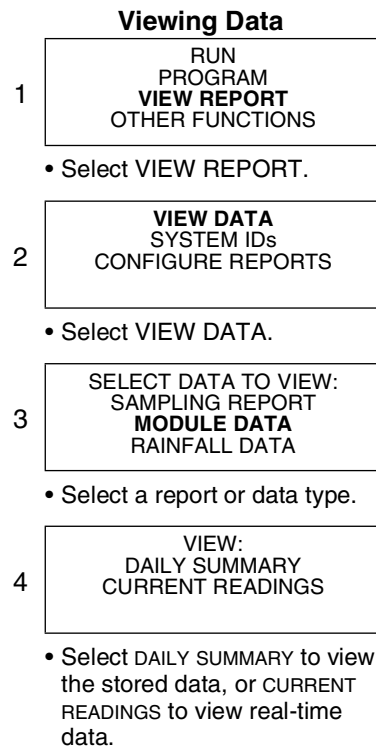 Viewing Data
1
RUN
PROGRAM
VIEW REPORT
OTHER FUNCTIONS
• Select VIEW REPORT.
2
VIEW DATA
SYSTEM IDs
CONFIGURE REPORTS
• Select VIEW DATA.
3
SELECT DATA TO VIEW:
SAMPLING REPORT
MODULE DATA
RAINFALL DATA
• Select a report or data type.
4
VIEW:
DAILY SUMMARY
CURRENT READINGS
• Select DAILY SUMMARY to view
the stored data, or CURRENT
READINGS to view real-time
data.